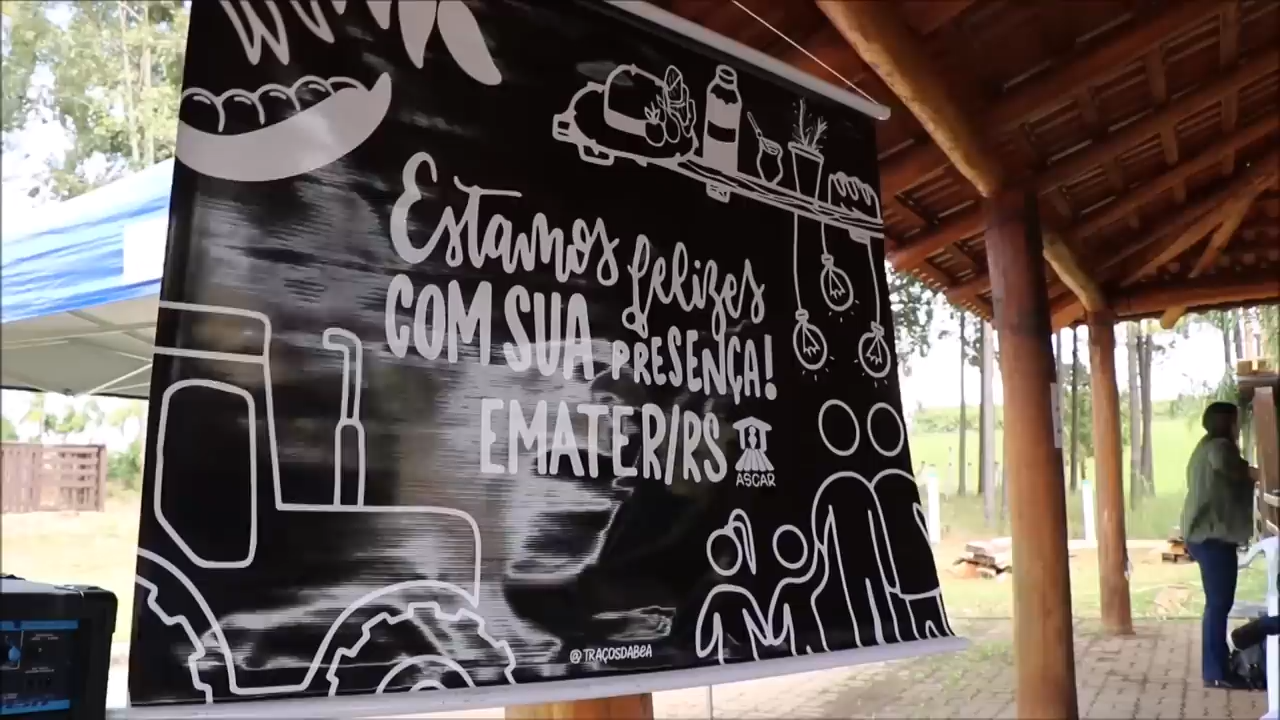 Estamos felizes
COM SUA PRESENÇA!
EMATER/RS
ASCAR
@TRAÇOSDABEA